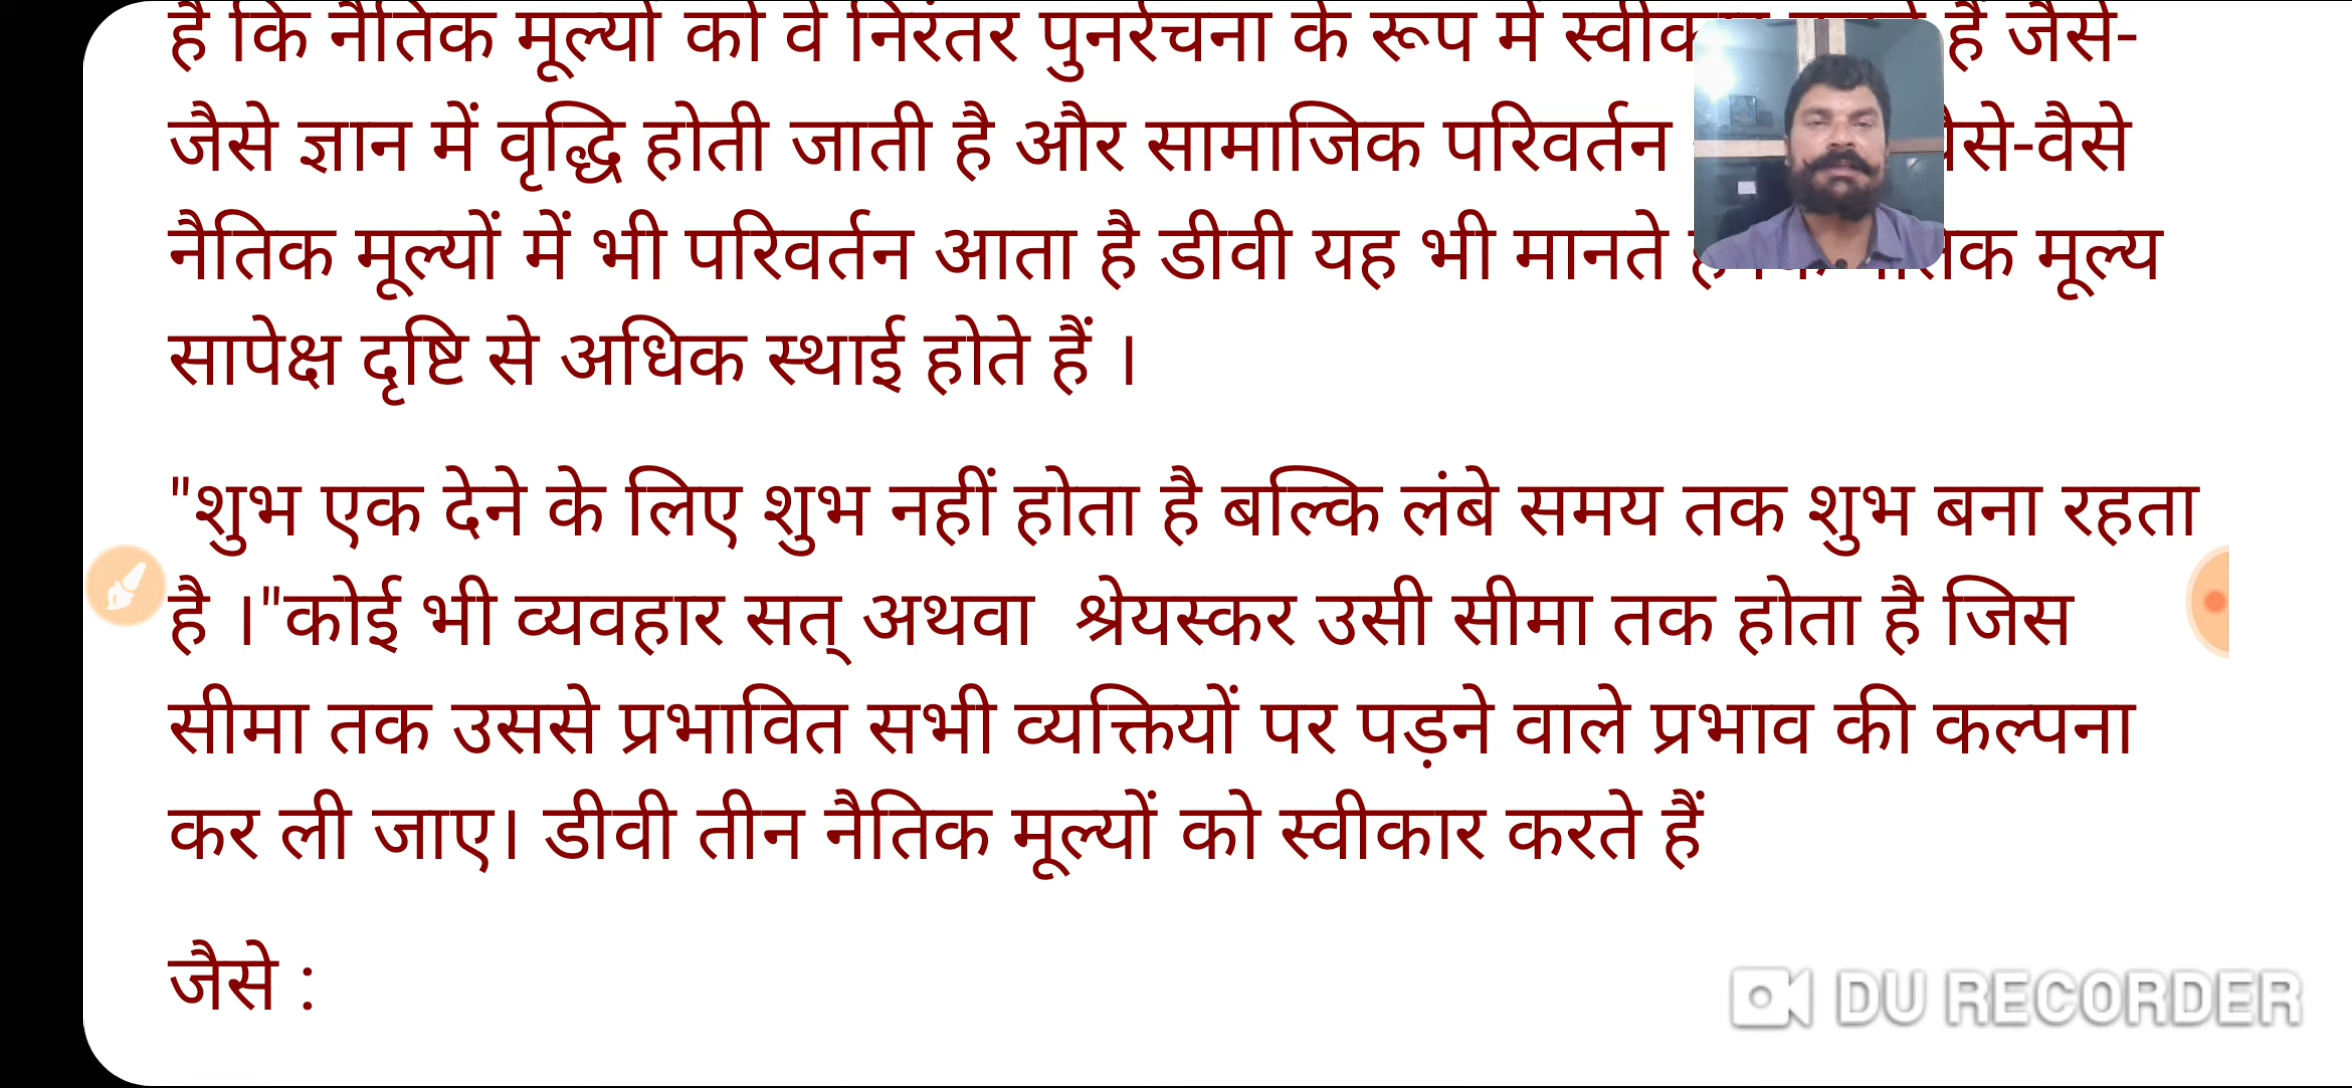 है कि नैतिक मूल्यों को वे निरंतर पुनर्रचना के रूप में हैं जैसे-
जैसे ज्ञान में वृद्धि होती जाती है और सामाजिक परिवर्तन वैसे-वैसे
नैतिक मूल्यों में भी परिवर्तन आता है डीवी यह भी मानते मूल्य
सापेक्ष दृष्टि से अधिक स्थाई होते हैं ।
"शुभ एक देने के लिए शुभ नहीं होता है बल्कि लंबे समय तक शुभ बना रहता
है ।"कोई भी व्यवहार सत् अथवा श्रेयस्कर उसी सीमा तक होता है जिस
सीमा तक उससे प्रभावित सभी व्यक्तियों पर पड़ने वाले प्रभाव की कल्पना
कर ली जाए। डीवी तीन नैतिक मूल्यों को स्वीकार करते हैं
जैसे :
DU RECORDER